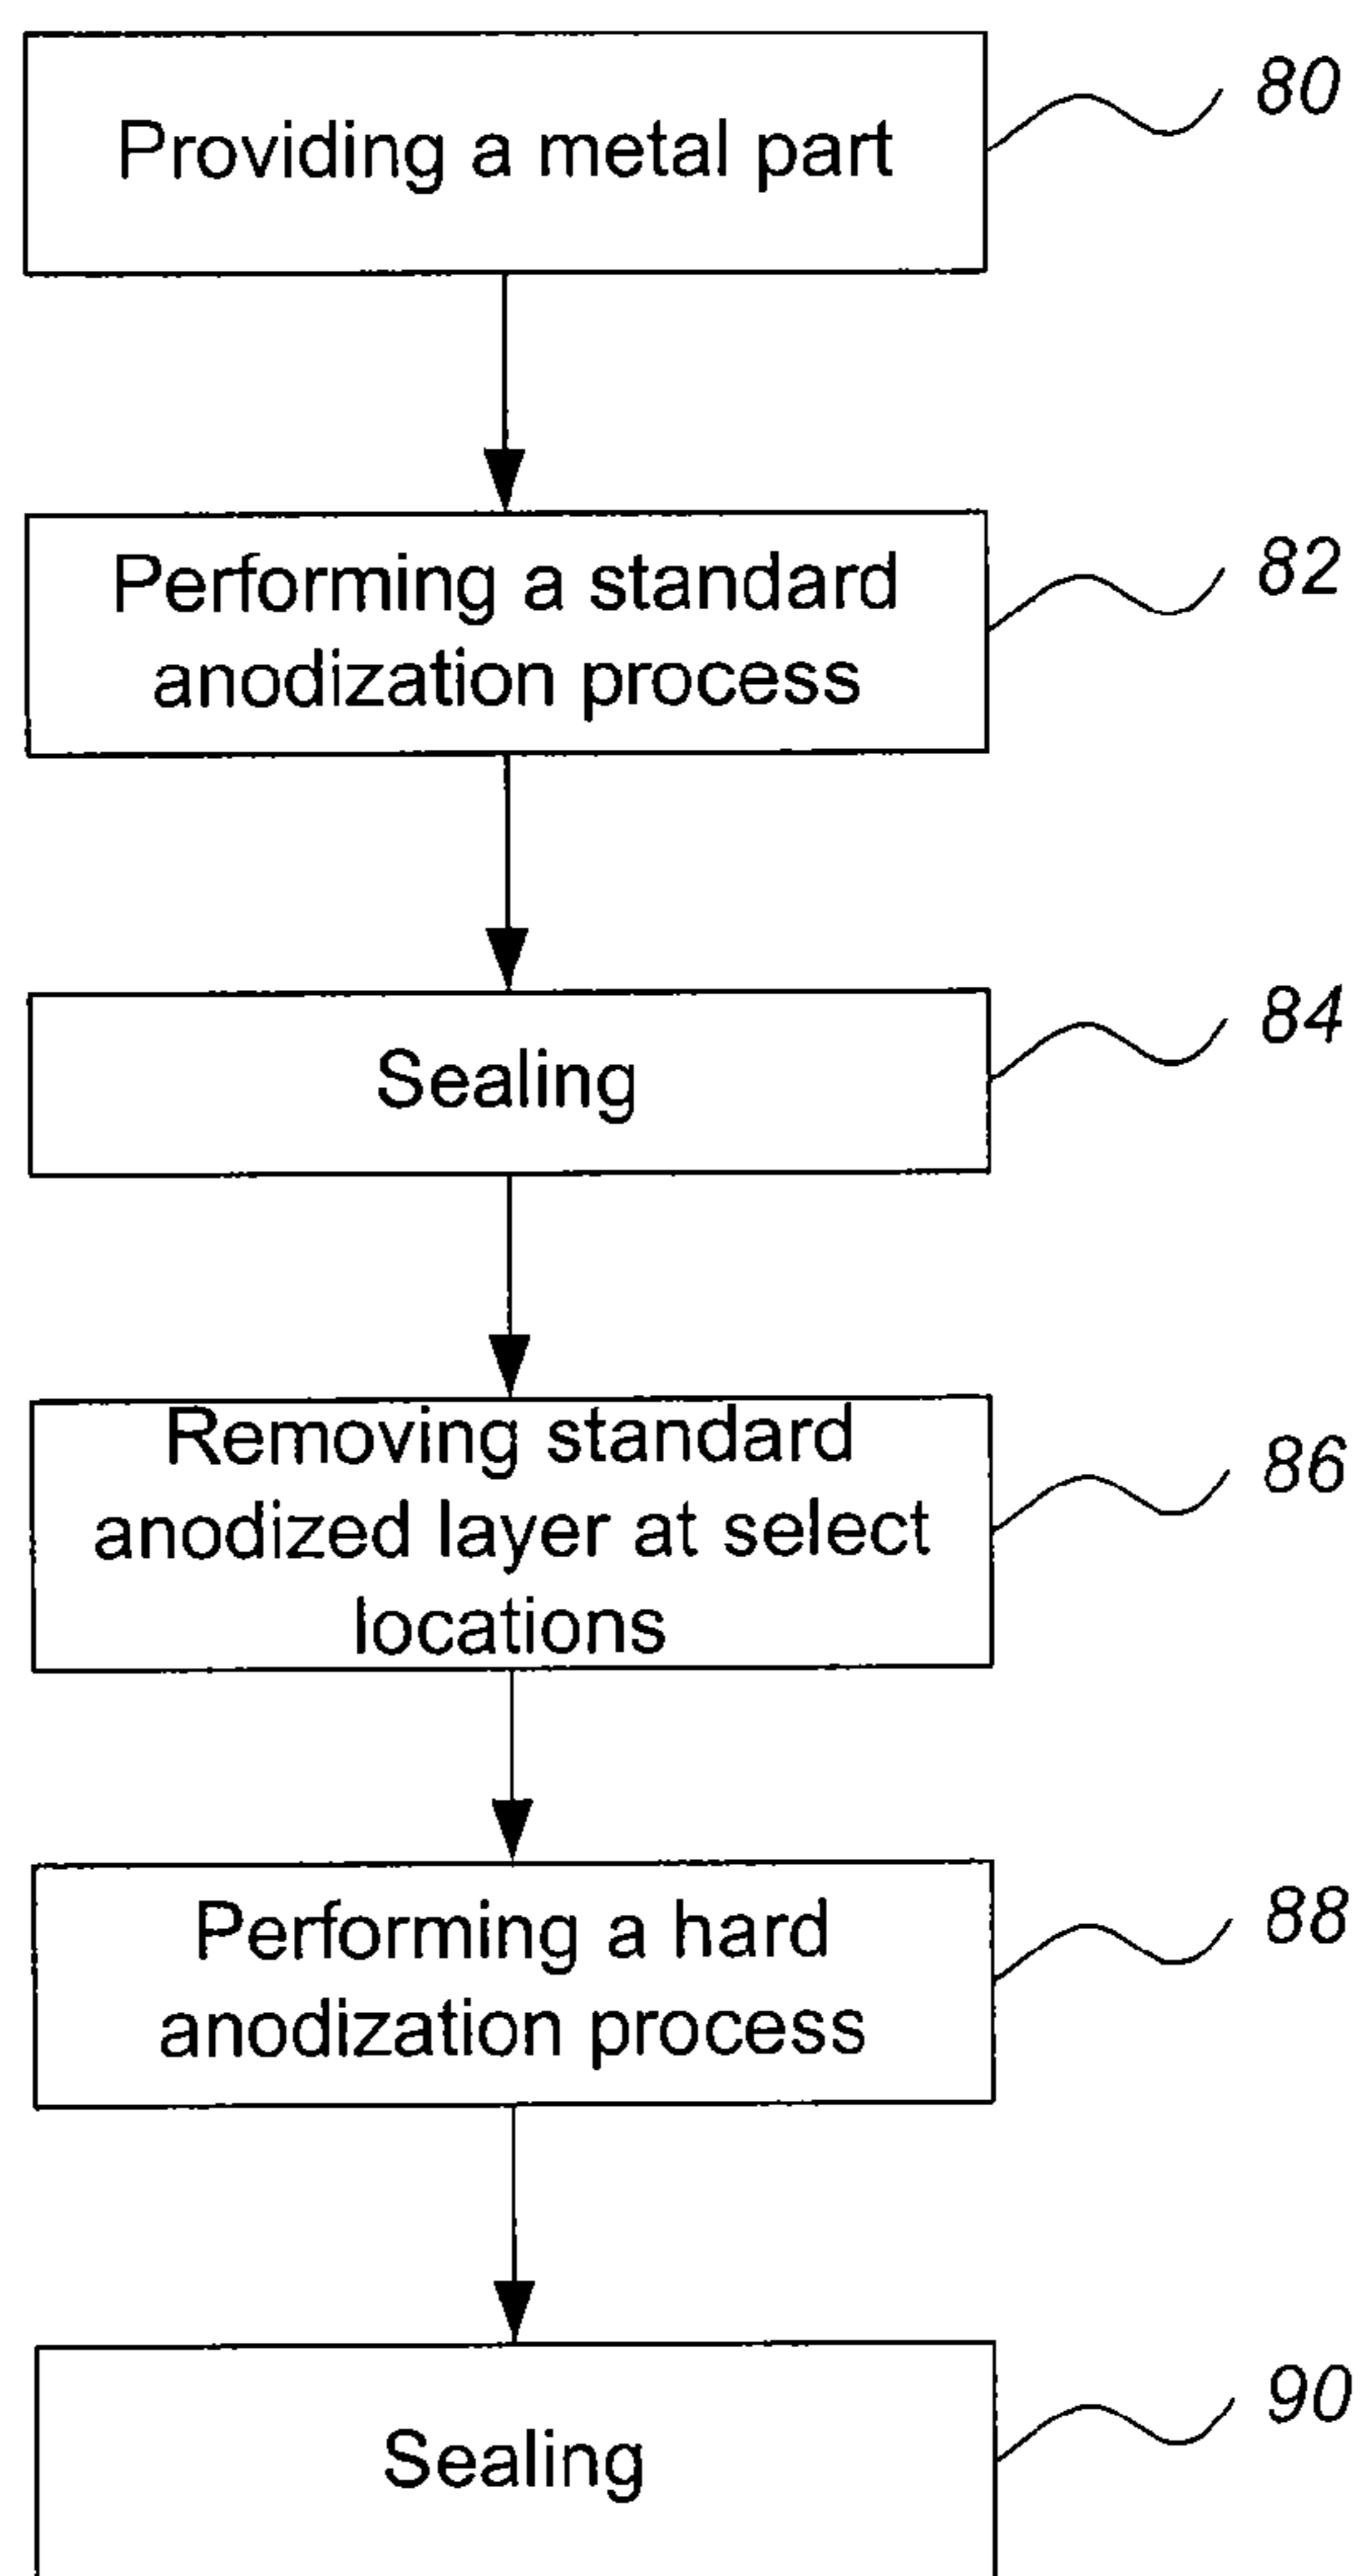 Providing a metal part
80
Performing a standard
anodization process
82
Sealing
84
Removing standard
anodized layer at select
locations
86
Performing a hard
anodization process
88
Sealing
90